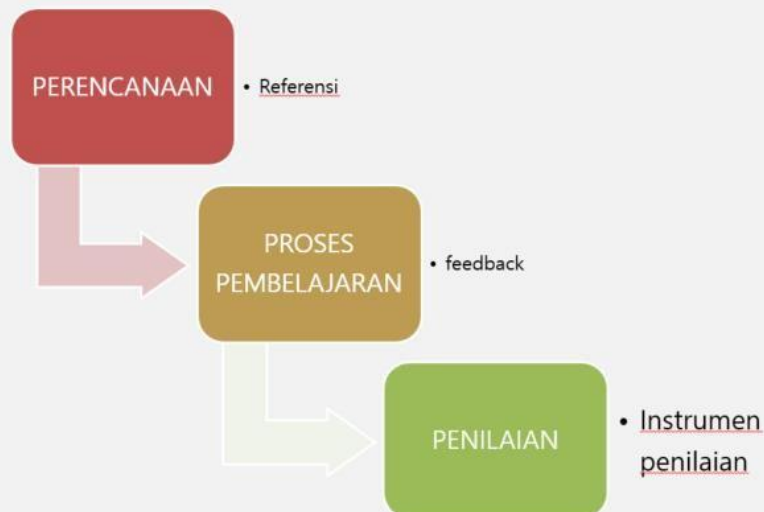 PERENCANAAN
• Referensi
PROSES
PEMBELAJARAN
• feedback
PENILAIAN
• Instrumen
penilaian